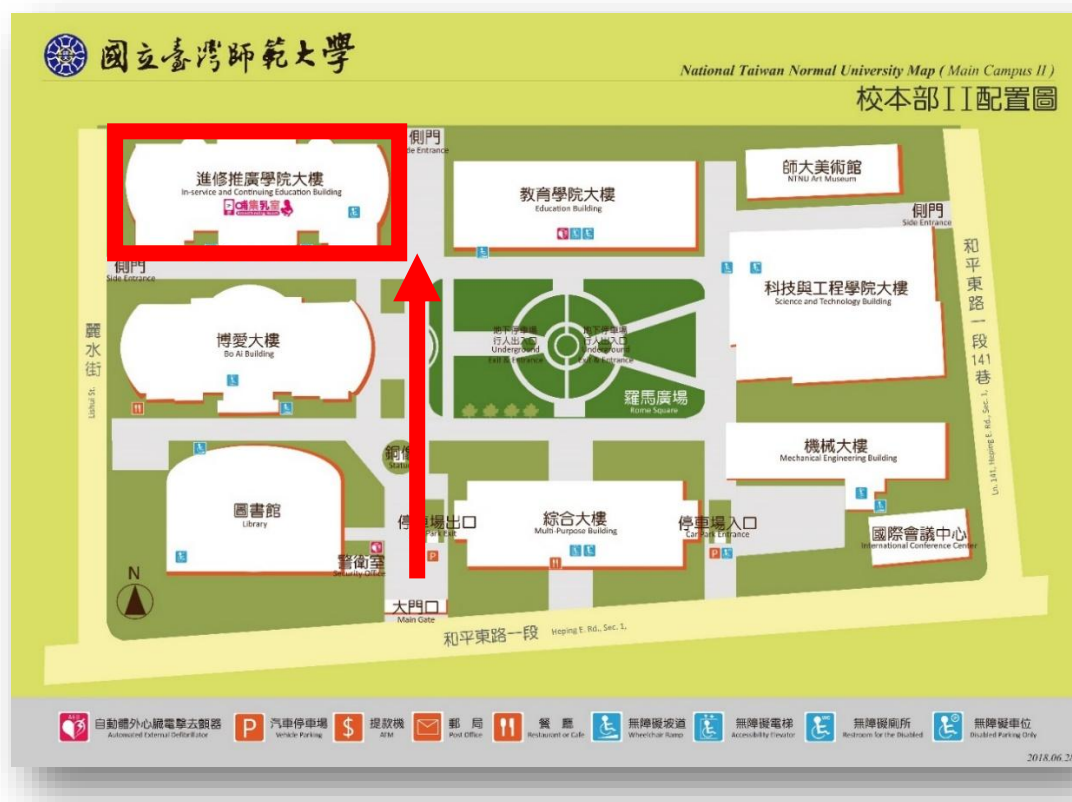 國立臺灣師範大學
National Taiwan Normal University Map ( Main Campus II )
校本部II配置圖
側門
Side Entrance
進修推廣學院大樓
In-service and Continuing Education Building
哺集乳室
教育學院大樓
Education Building
師大美術館
NTNU Art Museum
側門
Side Entrance
側門
Side Entrance
和平東路一段141巷
Ln. 141, Heping E. Rd., Sec. 1,
科技與工程學院大樓
Science and Technology Building
麗水街
Lishui St.
博愛大樓
Bo Ai Building
地下停車場
行人出入口
Underground
Exit & Entrance
地下停車場
行人出入口
Underground
Exit & Entrance
羅馬廣場
Rome Square
銅像
Statue
機械大樓
Mechanical Engineering Building
圖書館
Library
停車場出口
Car Park Exit
綜合大樓
Multi-Purpose Building
停車場入口
Car Park Entrance
國際會議中心
International Conference Center
警衛室
Security Office
N
大門口
Main Gate
和平東路一段 Heping E. Rd., Sec. 1,
自動體外心臟電擊去顫器
Automated External Defibrillator
P
汽車停車場
Vehicle Parking
$
提款機
ATM
郵局
Post Office
餐廳
Restaurant or Cafe
無障礙坡道
Wheelchair Ramp
無障礙電梯
Accessibility Elevator
無障礙廁所
Restroom for the Disabled
無障礙車位
Disabled Parking Only